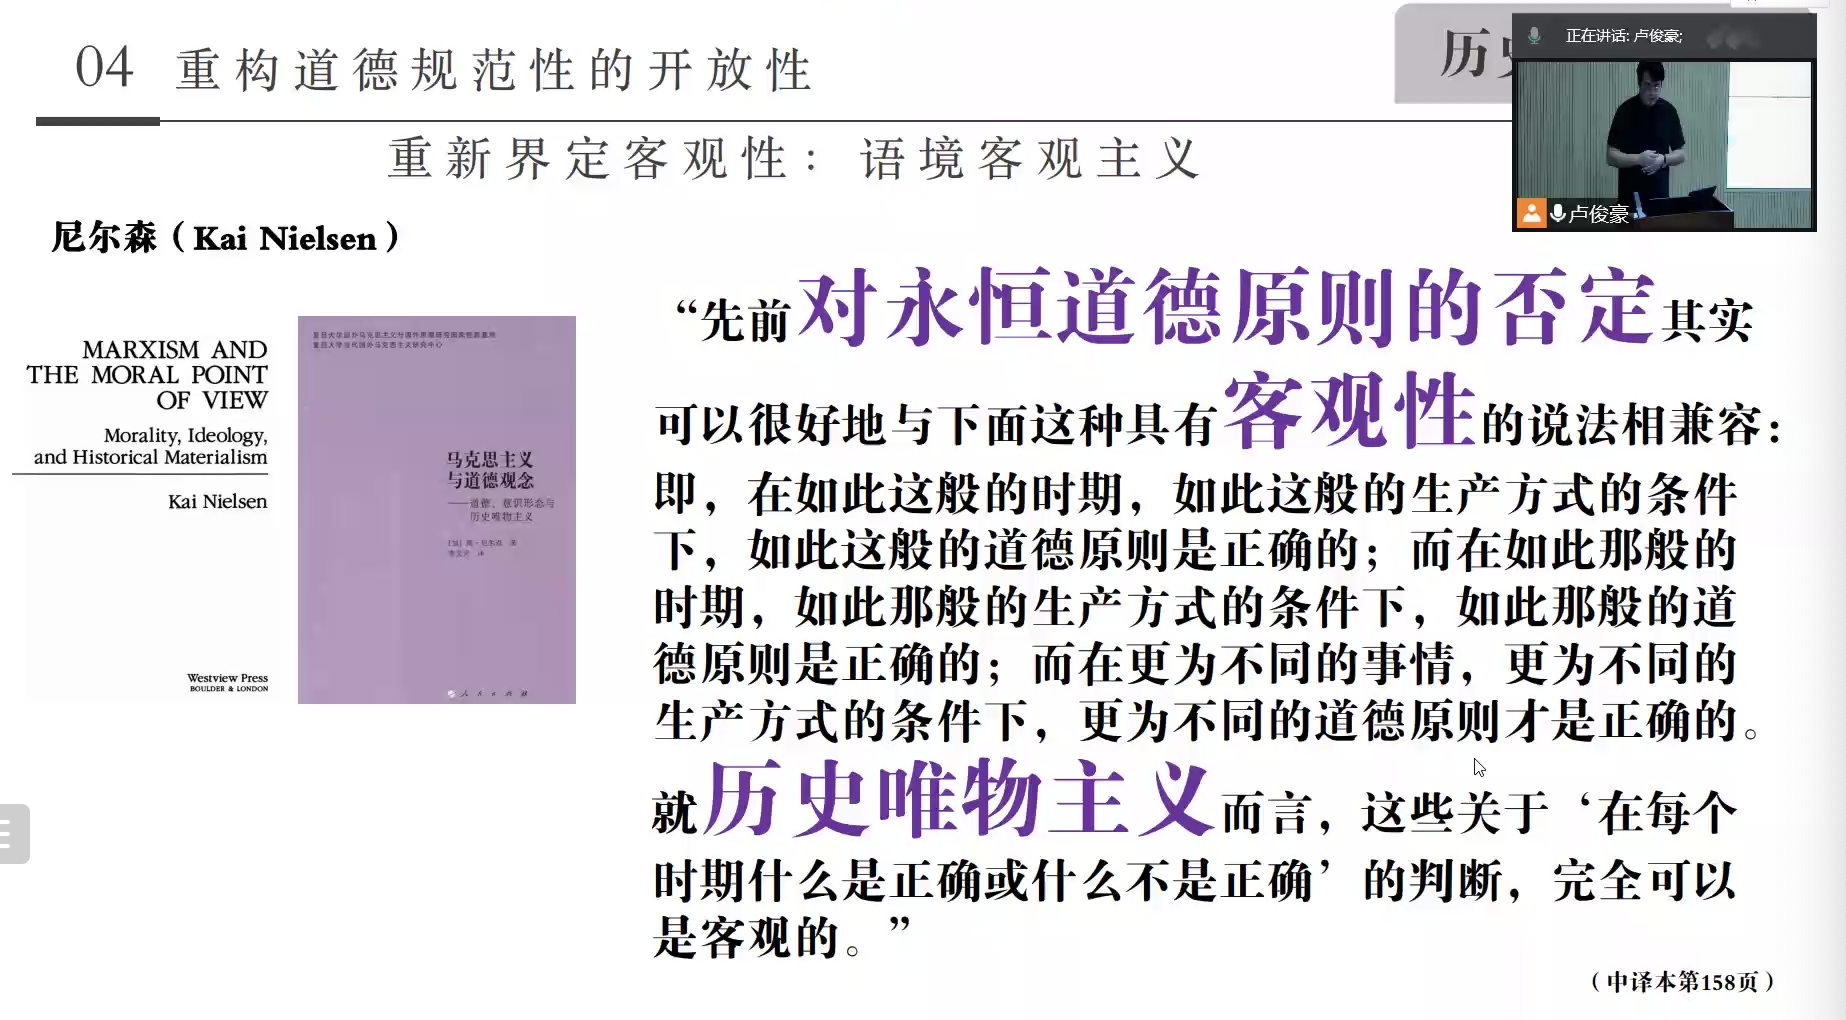 04 重构道德规范性的开放性
历
正在讲话: 卢俊豪;
卢俊豪
重新界定客观性：语境客观主义
尼尔森（Kai Nielsen）
MARXISM AND
THE MORAL POINT
OF VIEW
Morality, Ideology,
and Historical Materialism
Kai Nielsen
Westview Press
BOULDER & LONDON
马克思主义
与道德观念
——道德、意识形态与
历史唯物主义
“先前对永恒道德原则的否定其实
可以很好地与下面这种具有客观性的说法相兼容：
即，在如此这般的时期，如此这般的生产方式的条件
下，如此这般的道德原则是正确的；而在如此那般的
时期，如此那般的生产方式的条件下，如此那般的道
德原则是正确的；而在更为不同的事情，更为不同的
生产方式的条件下，更为不同的道德原则才是正确的。
就历史唯物主义而言，这些关于‘在每个
时期什么是正确或什么不是正确’的判断，完全可以
是客观的。”
（中译本第158页）